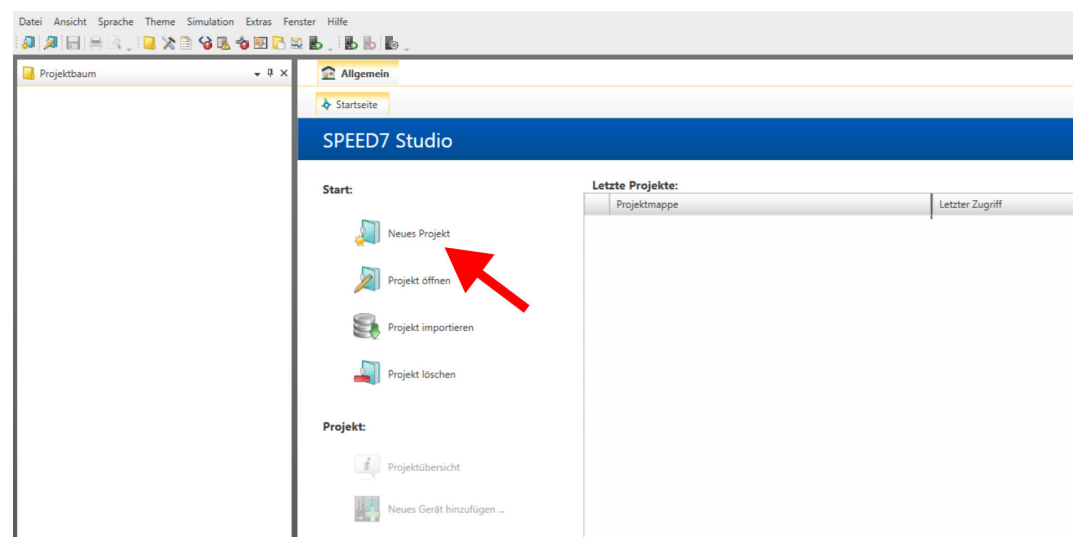 Datei Ansicht Sprache Theme Simulation Extras Fenster Hilfe
Projektbaum
Allgemein
Startseite
SPEED7 Studio
Start:
Neues Projekt
Projekt öffnen
Projekt importieren
Projekt löschen
Projekt:
Projektübersicht
Neues Gerät hinzufügen ...
Letzte Projekte:
Projektmappe Letzter Zugriff